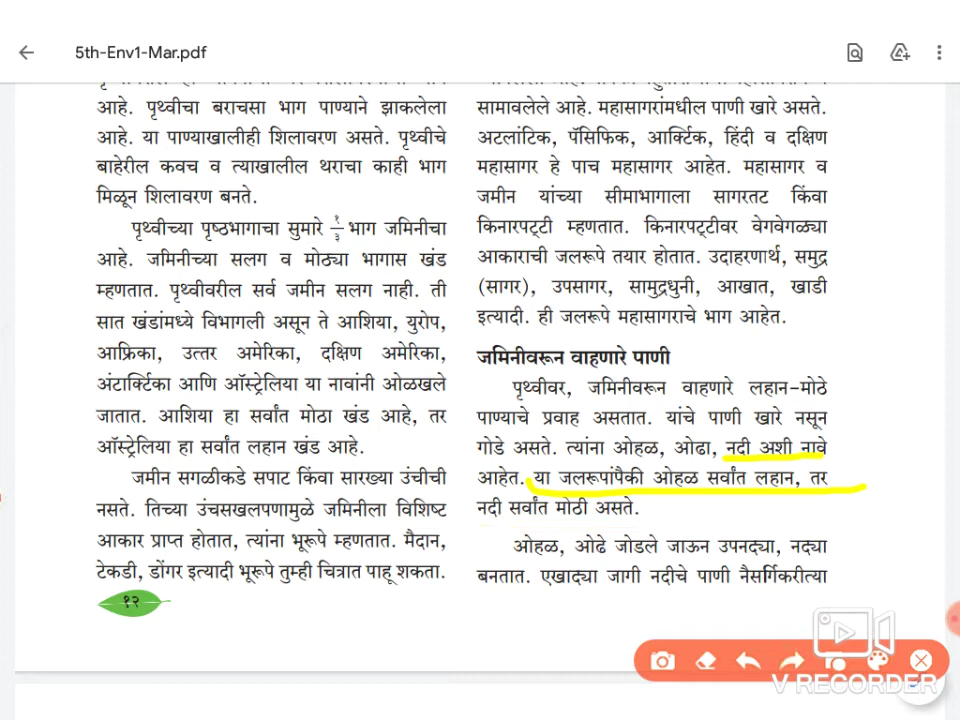 5th-Env1-Mar.pdf
आहे. पृथ्वीचा बराचसा भाग पाण्याने झाकलेला
आहे. या पाण्याखालीही शिलावरण असते. पृथ्वीचे
बाहेरील कवच व त्याखालील थराचा काही भाग
मिळून शिलावरण बनते.
पृथ्वीच्या पृष्ठभागाचा सुमारे १/३ भाग जमिनीचा
आहे. जमिनीच्या सलग व मोठ्या भागास खंड
म्हणतात. पृथ्वीवरील सर्व जमीन सलग नाही. ती
सात खंडांमध्ये विभागली असून ते आशिया, युरोप,
आफ्रिका, उत्तर अमेरिका, दक्षिण अमेरिका,
अंटार्क्टिका आणि ऑस्ट्रेलिया या नावांनी ओळखले
जातात. आशिया हा सर्वांत मोठा खंड आहे, तर
ऑस्ट्रेलिया हा सर्वांत लहान खंड आहे.
जमीन सगळीकडे सपाट किंवा सारख्या उंचीची
नसते. तिच्या उंचसखलपणामुळे जमिनीला विशिष्ट
आकार प्राप्त होतात, त्यांना भूरूपे म्हणतात. मैदान,
टेकडी, डोंगर इत्यादी भूरूपे तुम्ही चित्रात पाहू शकता.
१२
सामावलेले आहे. महासागरांमधील पाणी खारे असते.
अटलांटिक, पॅसिफिक, आर्क्टिक, हिंदी व दक्षिण
महासागर हे पाच महासागर आहेत. महासागर व
जमीन यांच्या सीमाभागाला सागरतट किंवा
किनारपट्टी म्हणतात. किनारपट्टीवर वेगवेगळ्या
आकाराची जलरूपे तयार होतात. उदाहरणार्थ, समुद्र
(सागर), उपसागर, सामुद्रधुनी, आखात, खाडी
इत्यादी. ही जलरूपे महासागराचे भाग आहेत.
जमिनीवरून वाहणारे पाणी
पृथ्वीवर, जमिनीवरून वाहणारे लहान-मोठे
पाण्याचे प्रवाह असतात. यांचे पाणी खारे नसून
गोडे असते. त्यांना ओहळ, ओढा, नदी अशी नावे
आहेत. या जलरूपांपैकी ओहळ सर्वांत लहान, तर
नदी सर्वांत मोठी असते.
ओहळ, ओढे जोडले जाऊन उपनद्या, नद्या
बनतात. एखाद्या जागी नदीचे पाणी नैसर्गिकरीत्या
V RECORDER